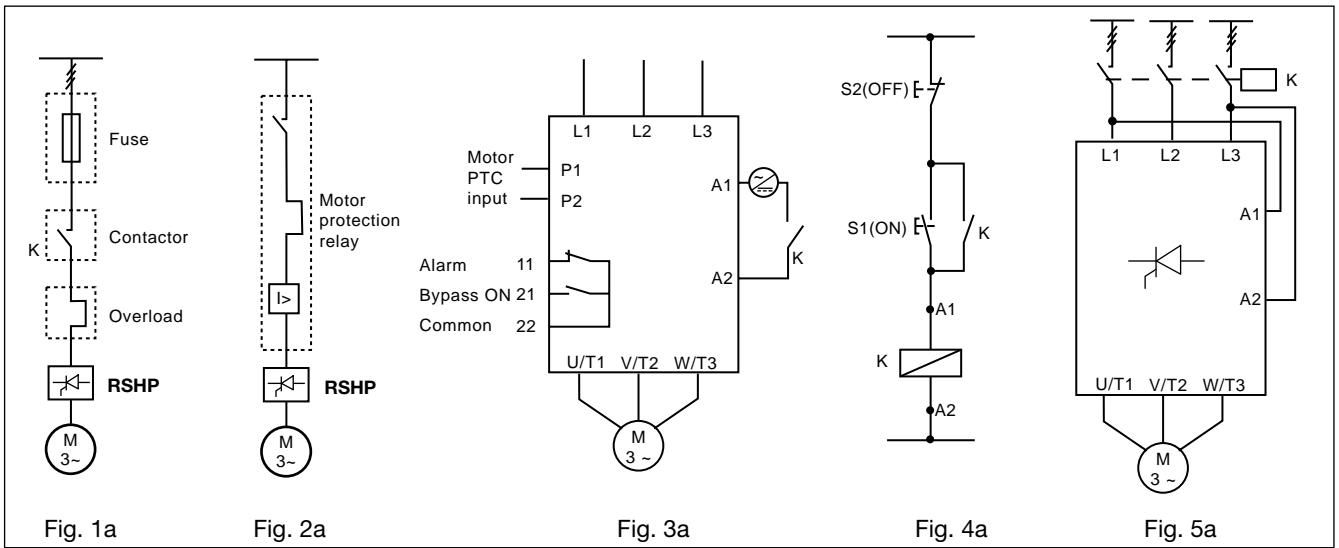 Fuse
K
Contactor
Overload
RSHP
M
3~
Fig. 1a
Motor
protection
relay
I>
RSHP
M
3~
Fig. 2a
L1 L2 L3
Motor
PTC
input
P1
P2
A1
~
K
A2
Alarm 11
Bypass ON 21
Common 22
U/T1 V/T2 W/T3
M
3 ~
Fig. 3a
S2(OFF)
S1(ON)
K
A1
K
A2
Fig. 4a
K
L1 L2 L3
A1
A2
U/T1 V/T2 W/T3
M
3 ~
Fig. 5a